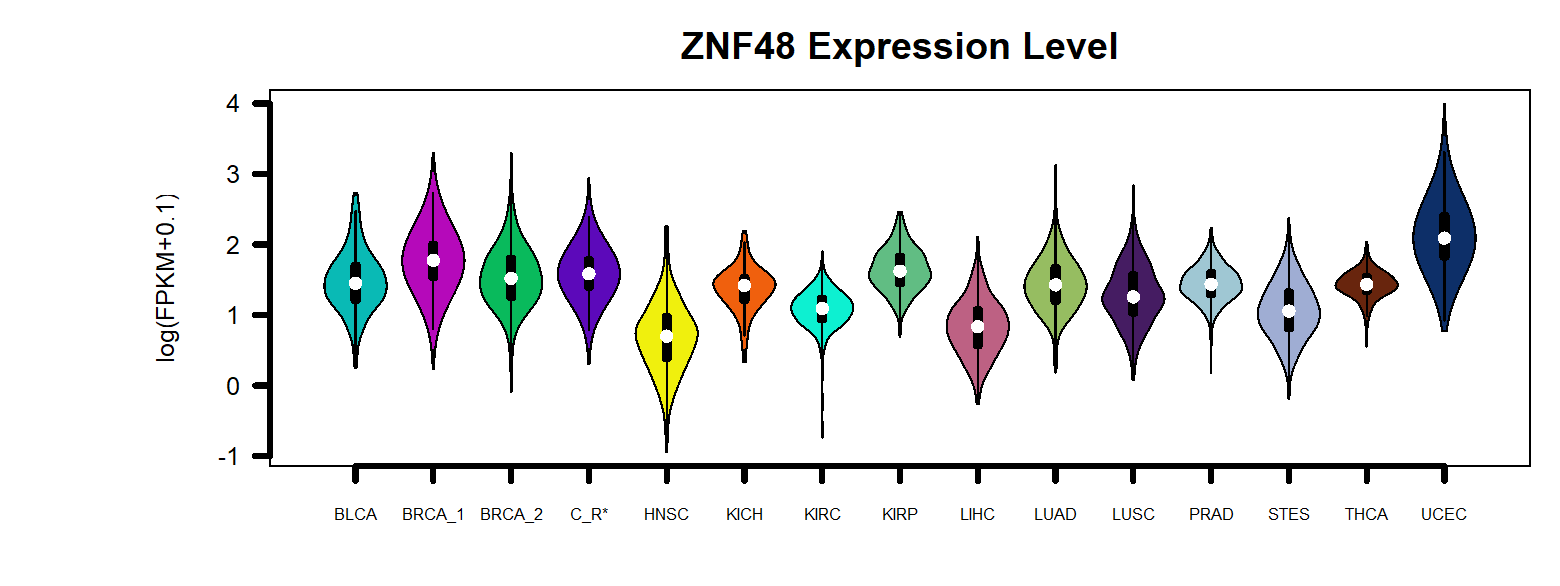 ZNF48 Expression Level
log(FPKM+0.1)
4
3
2
1
0
-1
BLCA BRCA_1 BRCA_2 C_R* HNSC KICH KIRC KIRP LIHC LUAD LUSC PRAD STES THCA UCEC